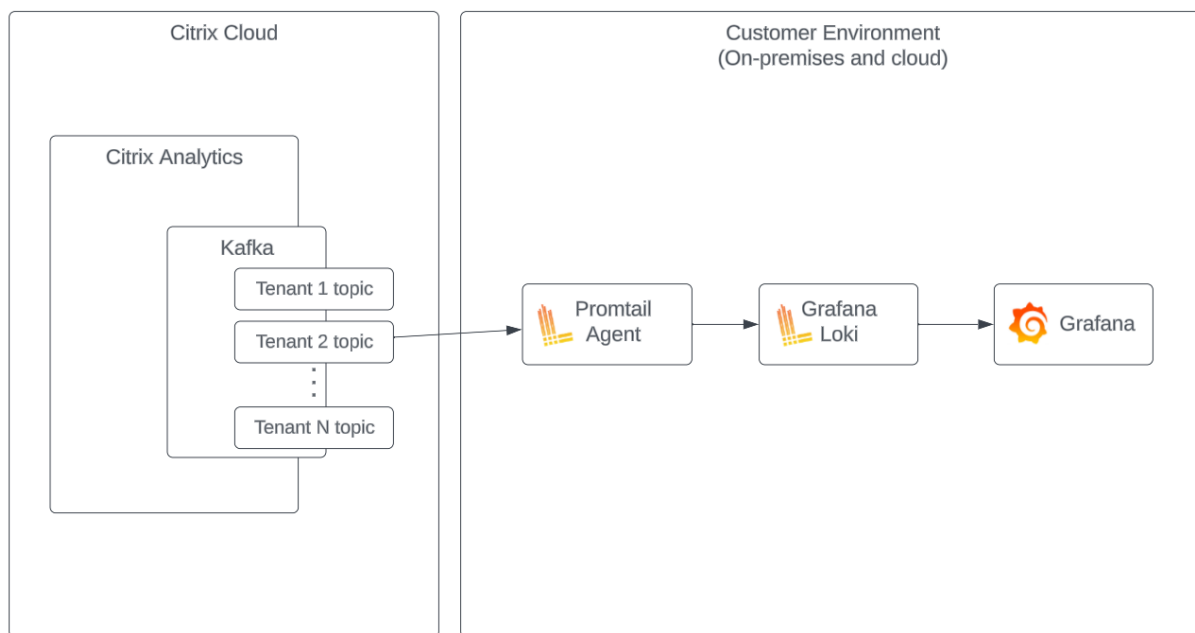 Citrix Cloud
Citrix Analytics
Kafka
Tenant 1 topic
Tenant 2 topic
Tenant N topic
Customer Environment
(On-premises and cloud)
Promtail
Agent
Grafana
Loki
Grafana